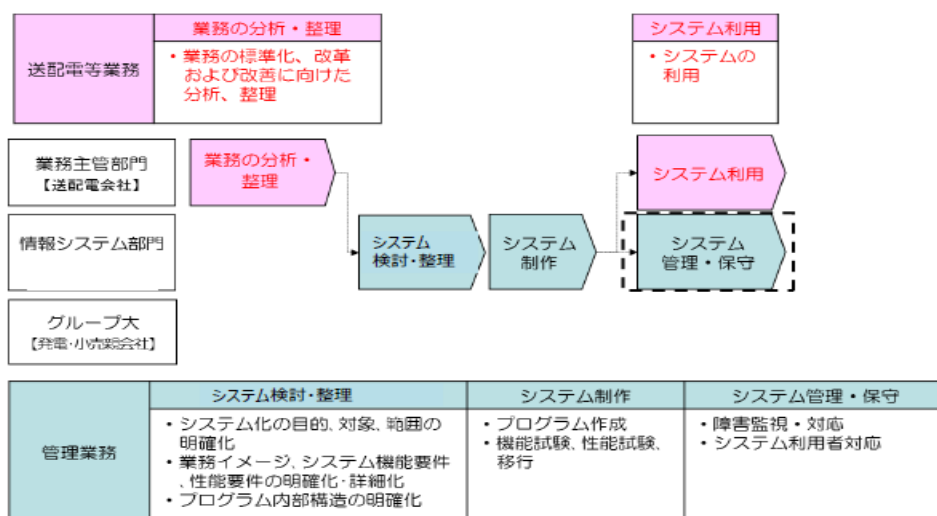 業務の分析・整理
システム利用
送配電等業務
・業務の標準化、改革
および改善に向けた
分析、整理
・システムの
利用
業務主管部門
【送配電会社】
業務の分析・
整理
システム利用
情報システム部門
システム
検討・整理
システム
制作
システム
管理・保守
グループ大
【発電・小売親会社】
システム検討・整理
システム制作
システム管理・保守
管理業務
・システム化の目的、対象、範囲の
明確化
・業務イメージ、システム機能要件
、性能要件の明確化・詳細化
・プログラム内部構造の明確化
・プログラム作成
・機能試験、性能試験、
移行
・障害監視・対応
・システム利用者対応